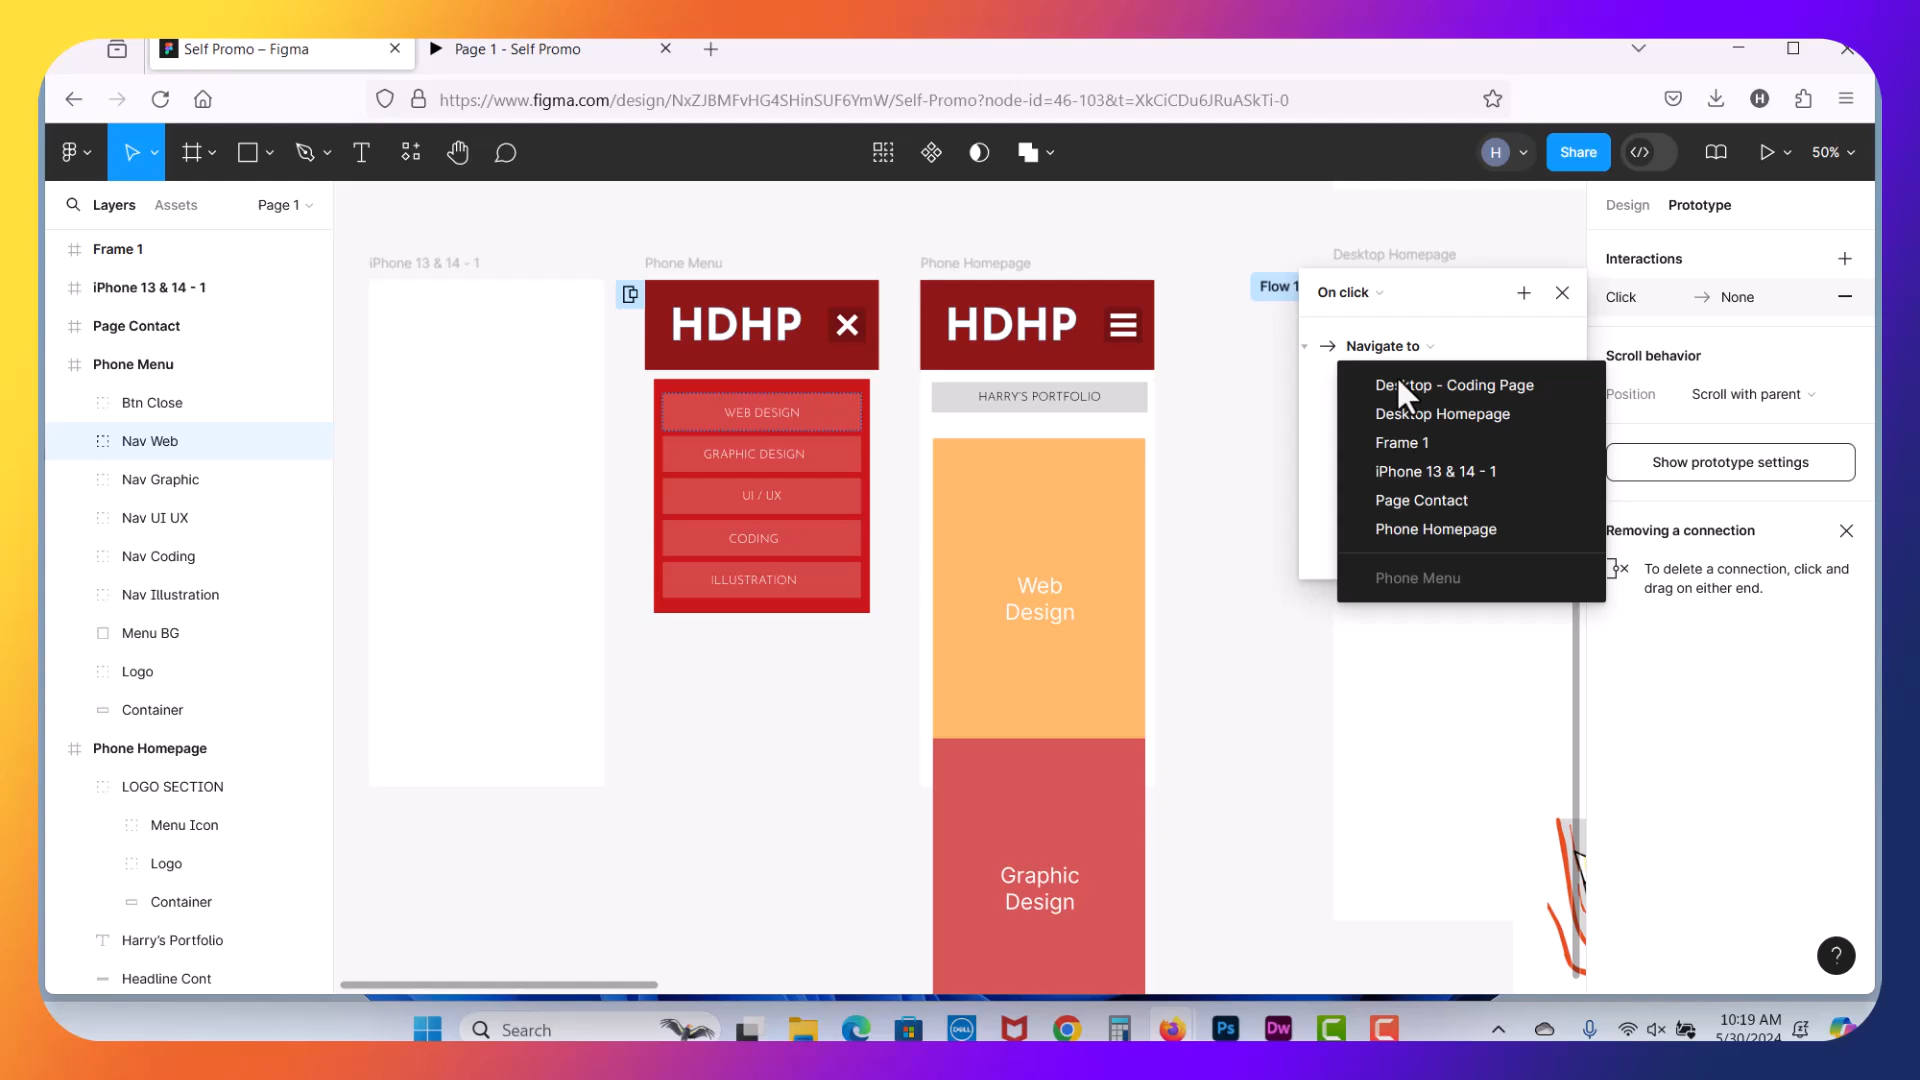 Self Promo – Figma
Page 1 - Self Promo
https://www.figma.com/design/NxZJBMFvHG4SHinSUF6YmW/Self-Promo?node-id=46-103&t=XkCiCDu6JRuASkTi-0
H
H
Share
50%
Layers
Assets
Page 1
Design
Prototype
Frame 1
iPhone 13 & 14 - 1
Page Contact
Phone Menu
Btn Close
Nav Web
Nav Graphic
Nav UI UX
Nav Coding
Nav Illustration
Menu BG
Logo
Container
Phone Homepage
LOGO SECTION
Menu Icon
Logo
Container
Harry's Portfolio
Headline Cont
iPhone 13 & 14 - 1
Phone Menu
HDHP
WEB DESIGN
GRAPHIC DESIGN
UI / UX
CODING
ILLUSTRATION
Phone Homepage
HDHP
HARRY'S PORTFOLIO
Web
Design
Graphic
Design
Desktop Homepage
Flow 1
On click
Navigate to
Desktop - Coding Page
Desktop Homepage
Frame 1
iPhone 13 & 14 - 1
Page Contact
Phone Homepage
Phone Menu
Interactions
Click
None
Scroll behavior
Position
Scroll with parent
Show prototype settings
Removing a connection
To delete a connection, click and
drag on either end.
?
Search
DELL
Ps
Dw
10:19 AM
5/30/2024